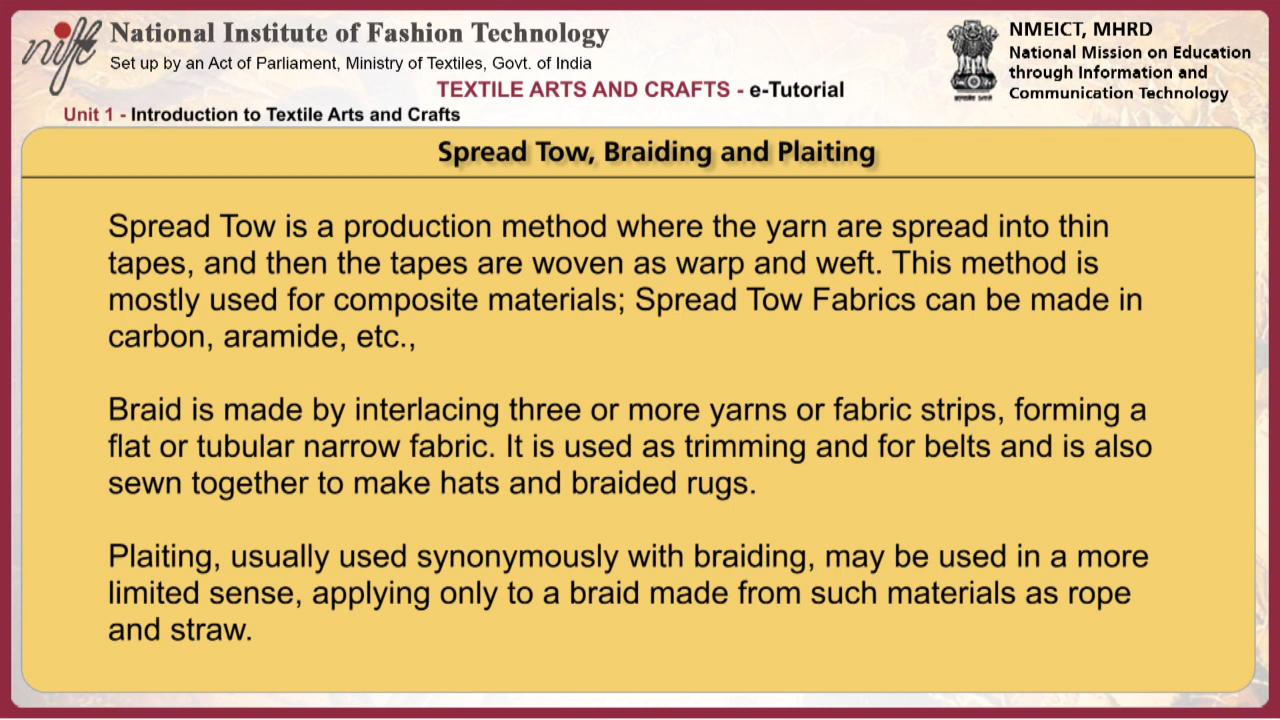 nift
National Institute of Fashion Technology
Set up by an Act of Parliament, Ministry of Textiles, Govt. of India
NMEICT, MHRD
National Mission on Education
through Information and
Communication Technology
TEXTILE ARTS AND CRAFTS - e-Tutorial
Unit 1 - Introduction to Textile Arts and Crafts
Spread Tow, Braiding and Plaiting
Spread Tow is a production method where the yarn are spread into thin
tapes, and then the tapes are woven as warp and weft. This method is
mostly used for composite materials; Spread Tow Fabrics can be made in
carbon, aramide, etc.,
Braid is made by interlacing three or more yarns or fabric strips, forming a
flat or tubular narrow fabric. It is used as trimming and for belts and is also
sewn together to make hats and braided rugs.
Plaiting, usually used synonymously with braiding, may be used in a more
limited sense, applying only to a braid made from such materials as rope
and straw.